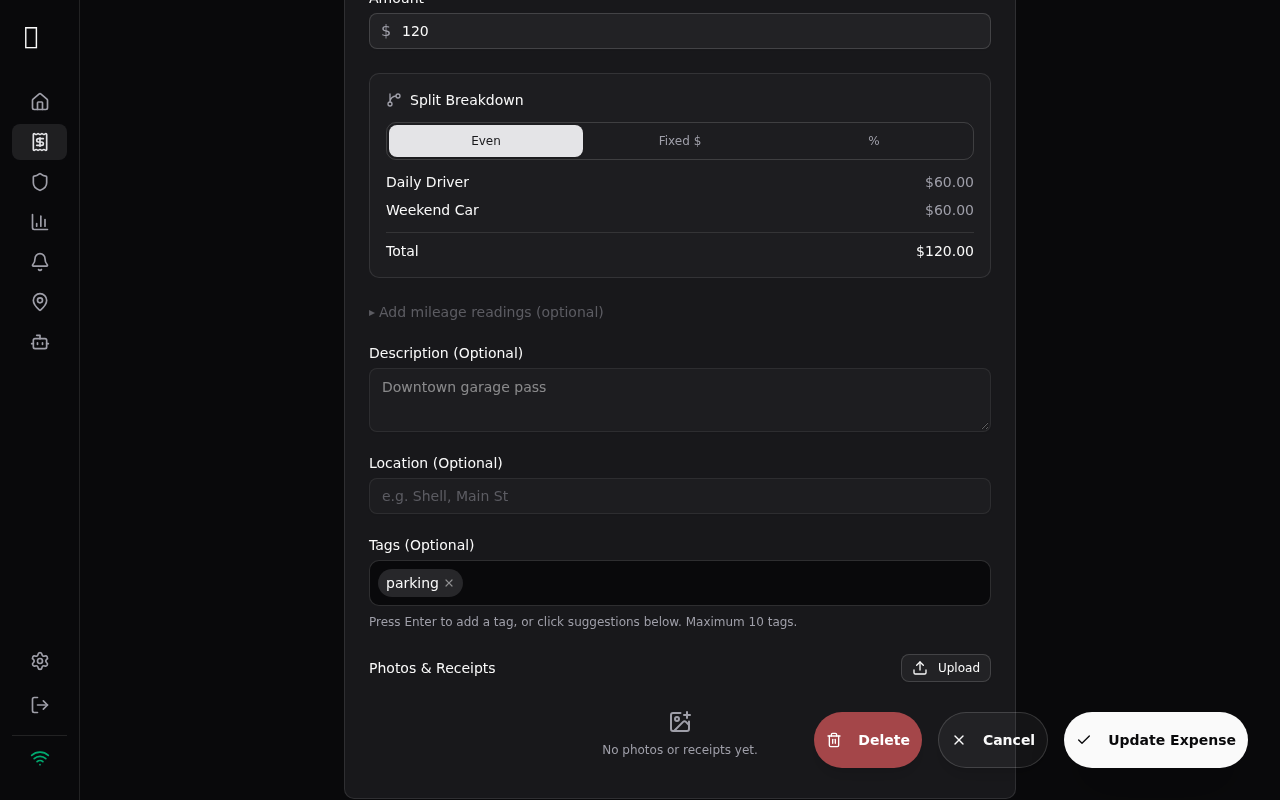 Amount
$ 120
Split Breakdown
Even
Fixed $
%
Daily Driver
$60.00
Weekend Car
$60.00
Total
$120.00
▸ Add mileage readings (optional)
Description (Optional)
Downtown garage pass
Location (Optional)
e.g. Shell, Main St
Tags (Optional)
parking ✕
Press Enter to add a tag, or click suggestions below. Maximum 10 tags.
Photos & Receipts
Upload
No photos or receipts yet.
Delete
Cancel
Update Expense